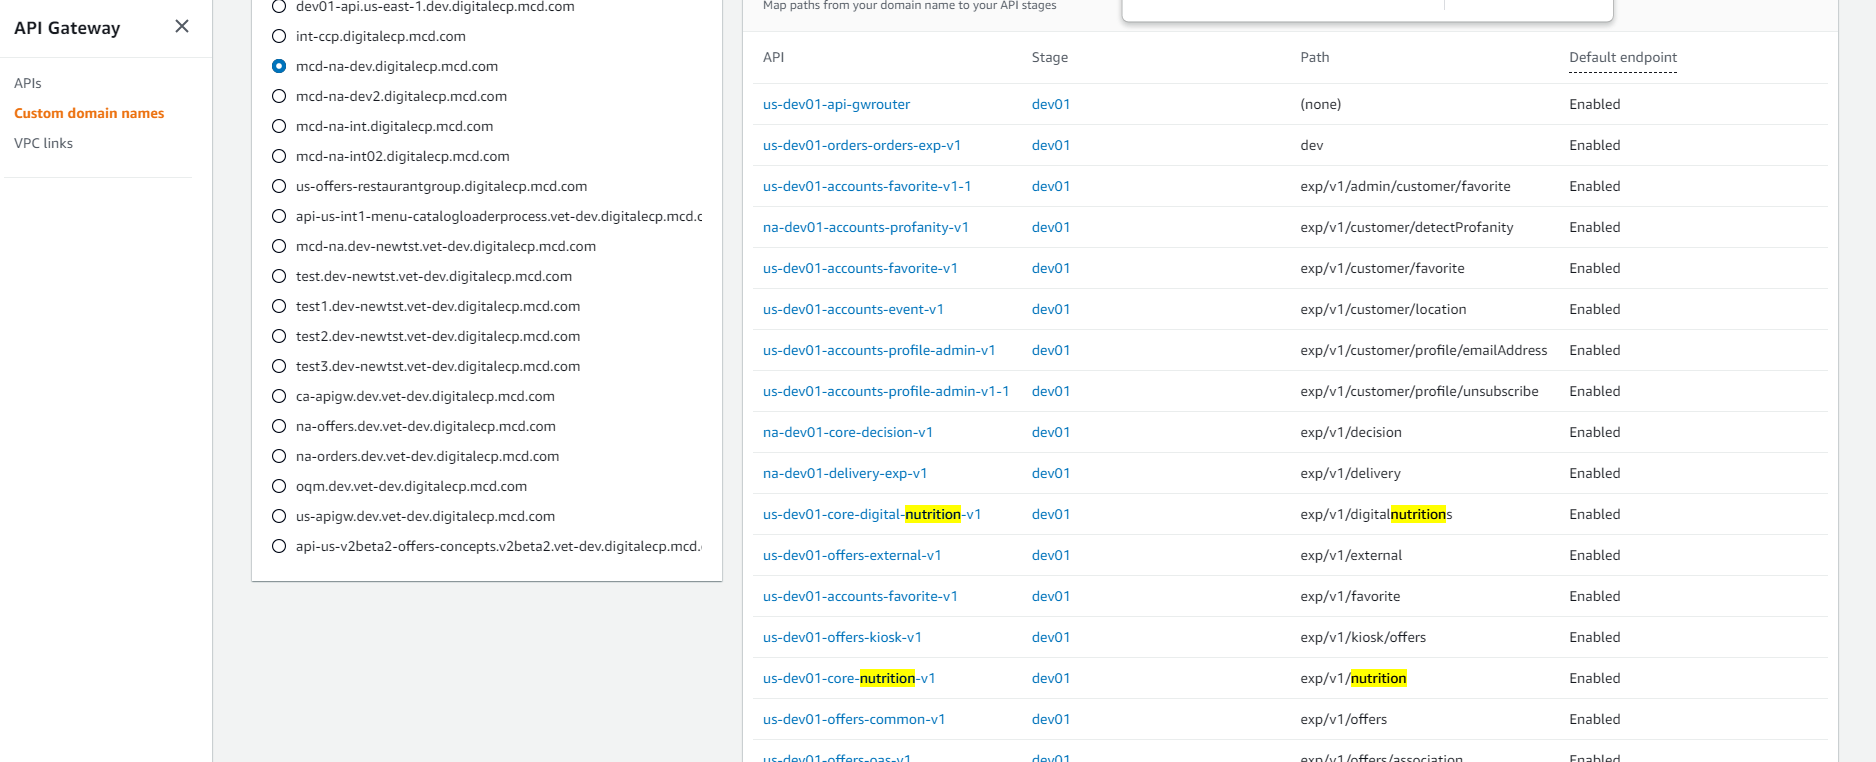 API Gateway
APIs
Custom domain names
VPC links
dev01-api.us-east-1.dev.digitalecp.mcd.com
int-ccp.digitalecp.mcd.com
mcd-na-dev.digitalecp.mcd.com
mcd-na-dev2.digitalecp.mcd.com
mcd-na-int.digitalecp.mcd.com
mcd-na-int02.digitalecp.mcd.com
us-offers-restaurantgroup.digitalecp.mcd.com
api-us-int1-menu-catalogloaderprocess.vet-dev.digitalecp.mcd.c
mcd-na.dev-newtst.vet-dev.digitalecp.mcd.com
test.dev-newtst.vet-dev.digitalecp.mcd.com
test1.dev-newtst.vet-dev.digitalecp.mcd.com
test2.dev-newtst.vet-dev.digitalecp.mcd.com
test3.dev-newtst.vet-dev.digitalecp.mcd.com
ca-apigw.dev.vet-dev.digitalecp.mcd.com
na-offers.dev.vet-dev.digitalecp.mcd.com
na-orders.dev.vet-dev.digitalecp.mcd.com
oqm.dev.vet-dev.digitalecp.mcd.com
us-apigw.dev.vet-dev.digitalecp.mcd.com
api-us-v2beta2-offers-concepts.v2beta2.vet-dev.digitalecp.mcd.
Map paths from your domain name to your API stages
API Stage Path Default endpoint
us-dev01-api-gwrouter dev01 (none) Enabled
us-dev01-orders-orders-exp-v1 dev01 dev Enabled
us-dev01-accounts-favorite-v1-1 dev01 exp/v1/admin/customer/favorite Enabled
na-dev01-accounts-profanity-v1 dev01 exp/v1/customer/detectProfanity Enabled
us-dev01-accounts-favorite-v1 dev01 exp/v1/customer/favorite Enabled
us-dev01-accounts-event-v1 dev01 exp/v1/customer/location Enabled
us-dev01-accounts-profile-admin-v1 dev01 exp/v1/customer/profile/emailAddress Enabled
us-dev01-accounts-profile-admin-v1-1 dev01 exp/v1/customer/profile/unsubscribe Enabled
na-dev01-core-decision-v1 dev01 exp/v1/decision Enabled
na-dev01-delivery-exp-v1 dev01 exp/v1/delivery Enabled
us-dev01-core-digital-nutrition-v1 dev01 exp/v1/digitalnutritions Enabled
us-dev01-offers-external-v1 dev01 exp/v1/external Enabled
us-dev01-accounts-favorite-v1 dev01 exp/v1/favorite Enabled
us-dev01-offers-kiosk-v1 dev01 exp/v1/kiosk/offers Enabled
us-dev01-core-nutrition-v1 dev01 exp/v1/nutrition Enabled
us-dev01-offers-common-v1 dev01 exp/v1/offers Enabled
us-dev01-offers-oas-v1 dev01 exp/v1/offers/association Enabled